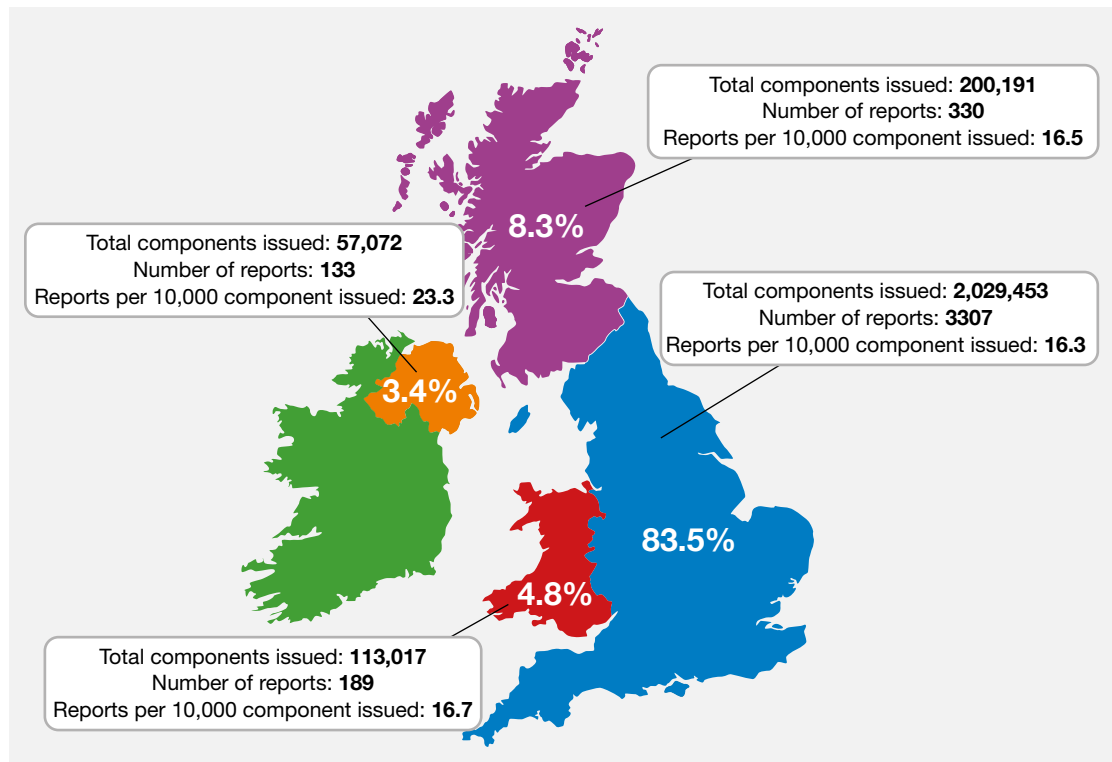 Total components issued: 200,191
Number of reports: 330
Reports per 10,000 component issued: 16.5
8.3%
Total components issued: 57,072
Number of reports: 133
Reports per 10,000 component issued: 23.3
3.4%
Total components issued: 2,029,453
Number of reports: 3307
Reports per 10,000 component issued: 16.3
83.5%
4.8%
Total components issued: 113,017
Number of reports: 189
Reports per 10,000 component issued: 16.7